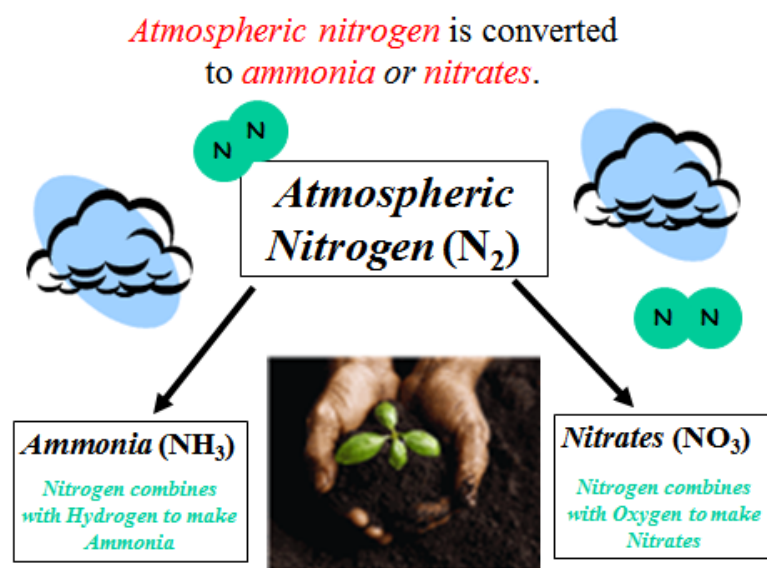 Atmospheric nitrogen is converted
to ammonia or nitrates.
N N
Atmospheric
Nitrogen (N₂)
N N
Ammonia (NH₃)
Nitrogen combines
with Hydrogen to make
Ammonia
Nitrates (NO₃)
Nitrogen combines
with Oxygen to make
Nitrates